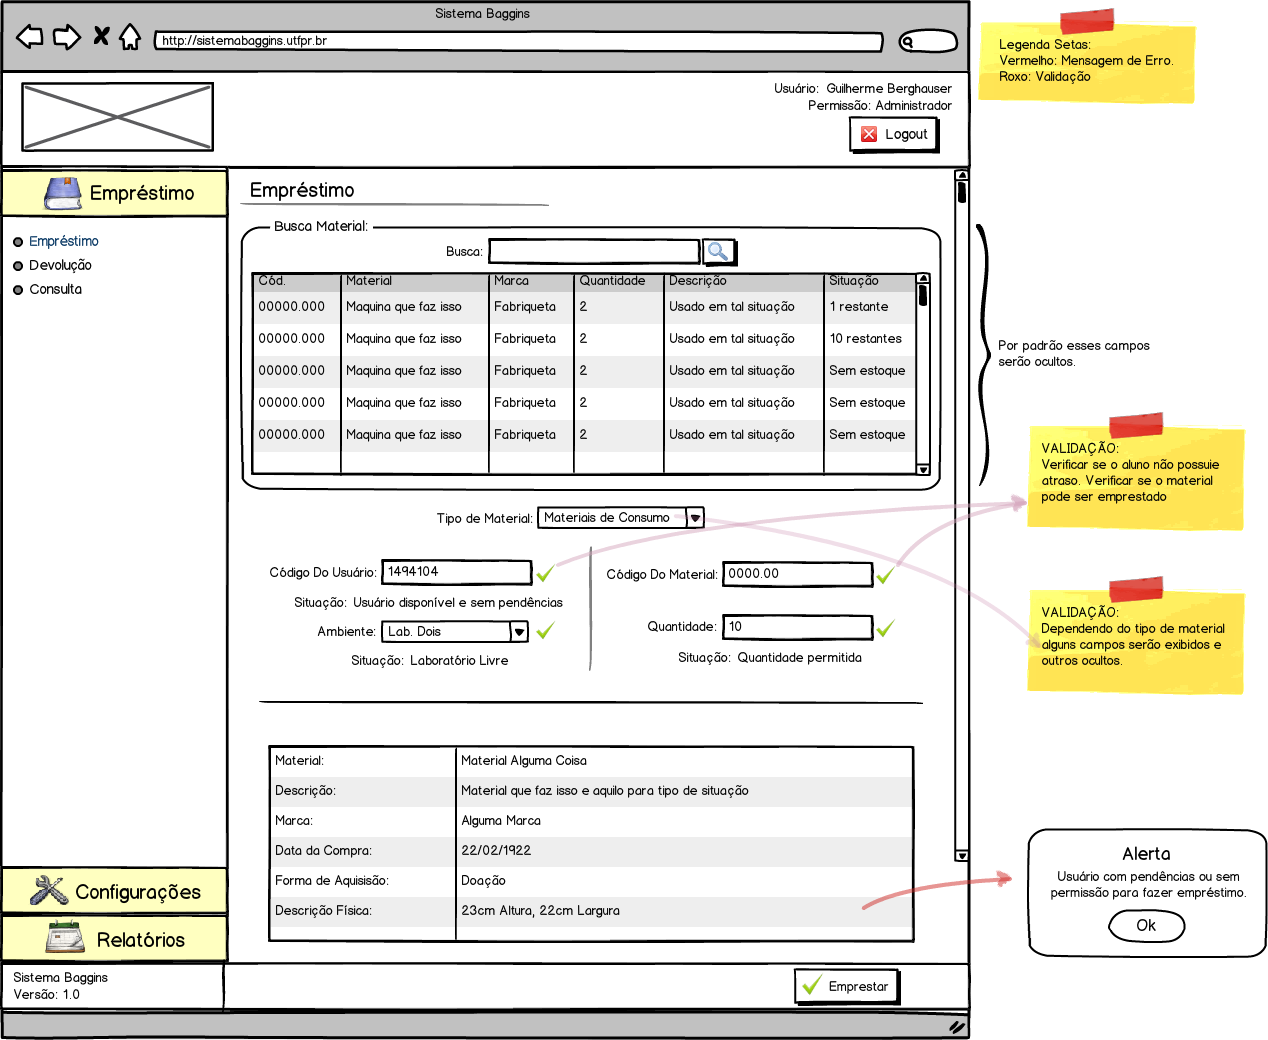 Sistema Baggins
http://sistemabaggins.utfpr.br
Legenda Setas:
Vermelho: Mensagem de Erro.
Roxo: Validação
Usuário: Guilherme Berghauser
Permissão: Administrador
Logout
Empréstimo
Empréstimo
Devolução
Consulta
Configurações
Relatórios
Sistema Baggins
Versão: 1.0
Empréstimo
Busca Material:
Busca:
Cód. Material Marca Quantidade Descrição Situação
00000.000 Maquina que faz isso Fabriqueta 2 Usado em tal situação 1 restante
00000.000 Maquina que faz isso Fabriqueta 2 Usado em tal situação 10 restantes
00000.000 Maquina que faz isso Fabriqueta 2 Usado em tal situação Sem estoque
00000.000 Maquina que faz isso Fabriqueta 2 Usado em tal situação Sem estoque
00000.000 Maquina que faz isso Fabriqueta 2 Usado em tal situação Sem estoque
Por padrão esses campos
serão ocultos.
Tipo de Material: Materiais de Consumo
Código Do Usuário: 1494104
Situação: Usuário disponível e sem pendências
Ambiente: Lab. Dois
Situação: Laboratório Livre
Código Do Material: 0000.00
Quantidade: 10
Situação: Quantidade permitida
VALIDAÇÃO:
Verificar se o aluno não possuie
atraso. Verificar se o material
pode ser emprestado
VALIDAÇÃO:
Dependendo do tipo de material
alguns campos serão exibidos e
outros ocultos.
Material: Material Alguma Coisa
Descrição: Material que faz isso e aquilo para tipo de situação
Marca: Alguma Marca
Data da Compra: 22/02/1922
Forma de Aquisisão: Doação
Descrição Física: 23cm Altura, 22cm Largura
Alerta
Usuário com pendências ou sem
permissão para fazer empréstimo.
Ok
Emprestar